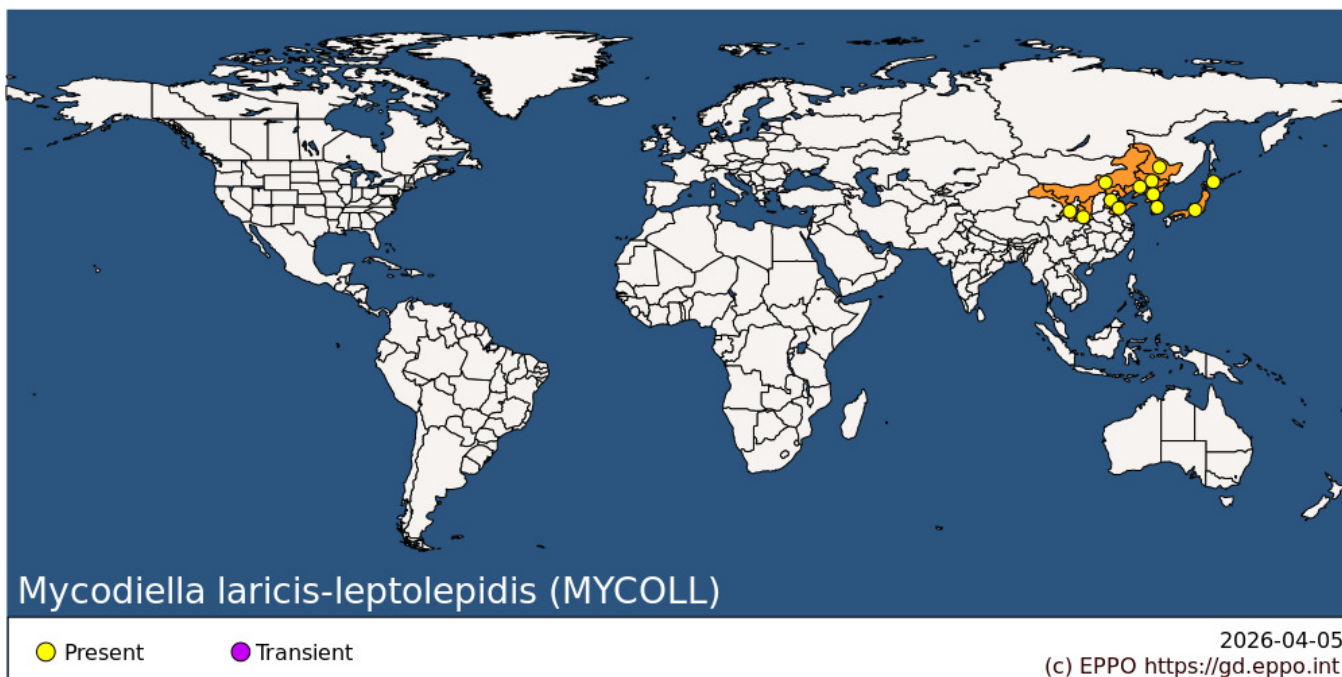 Mycodiella laricis-leptolepidis (MYCOLL)
Present
Transient
2026-04-05
(c) EPPO https://gd.eppo.int